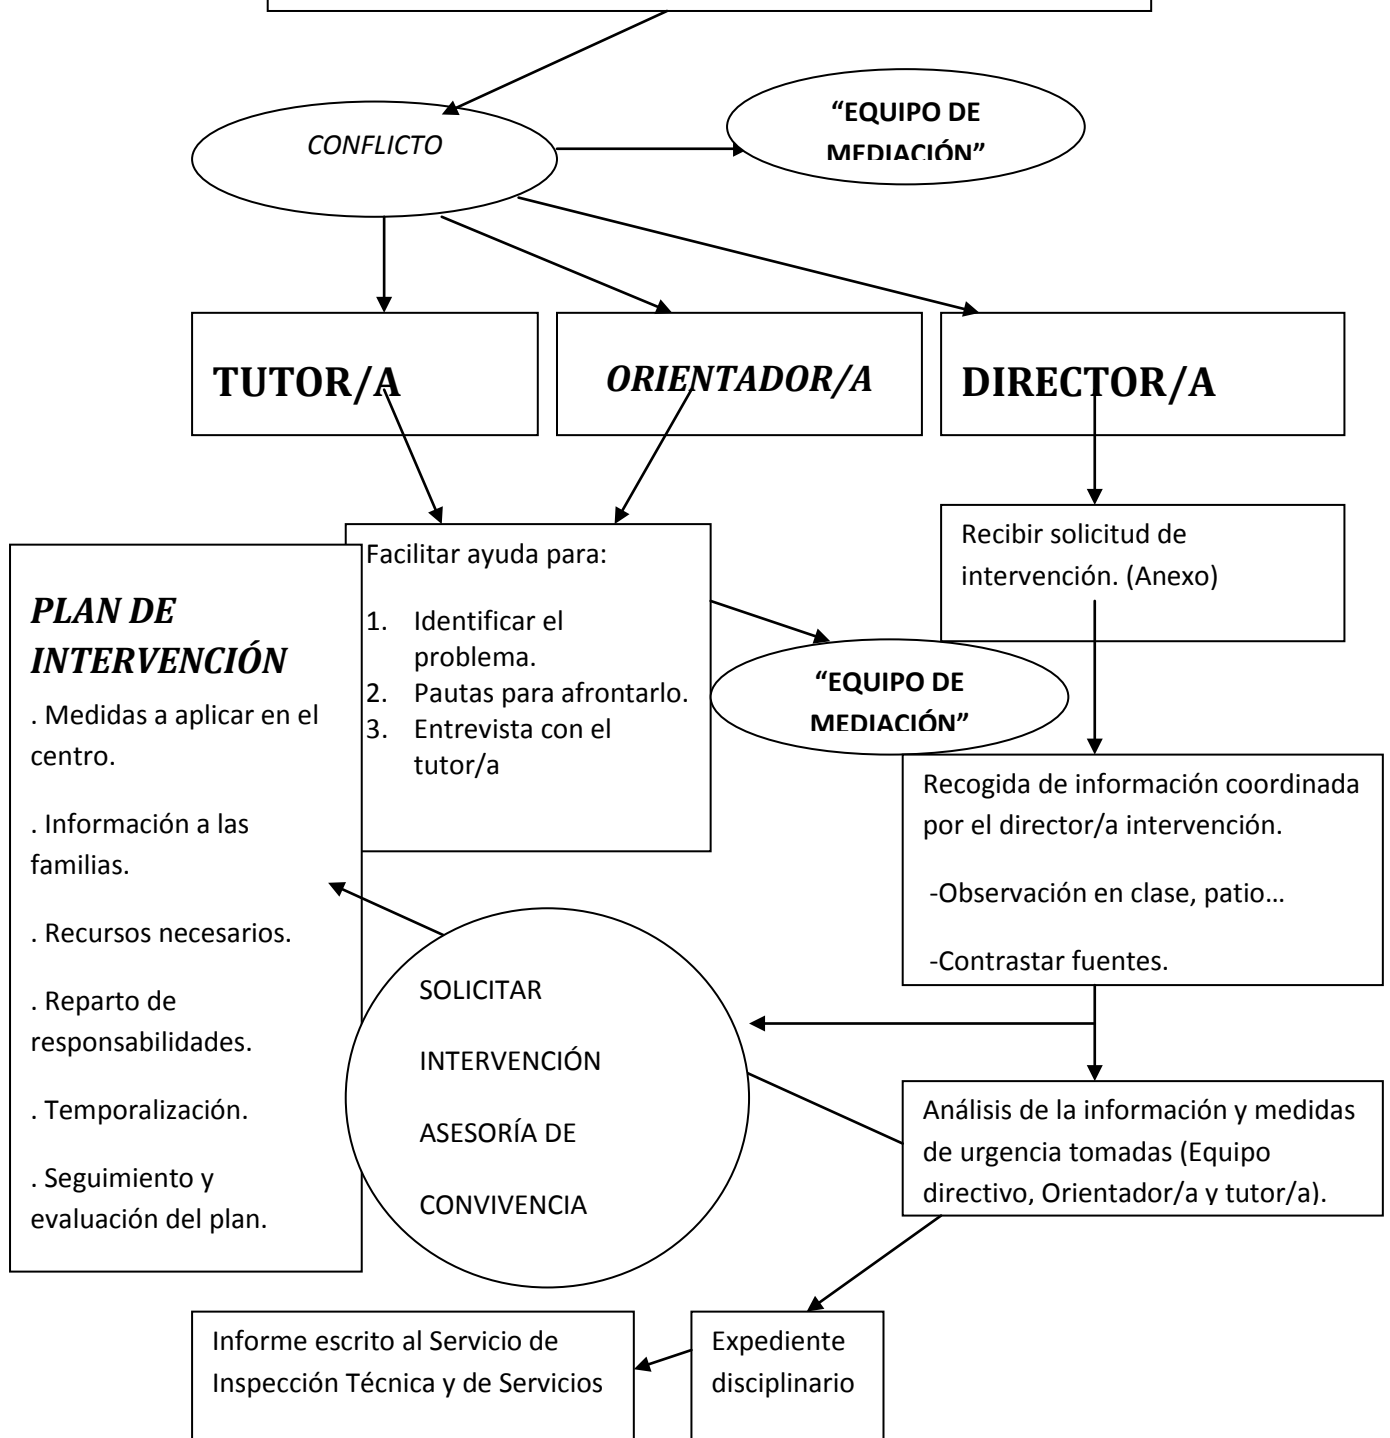 CONFLICTO
“EQUIPO DE
MEDIACIÓN”
TUTOR/A
ORIENTADOR/A
DIRECTOR/A
Facilitar ayuda para:
1. Identificar el
problema.
2. Pautas para afrontarlo.
3. Entrevista con el
tutor/a
Recibir solicitud de
intervención. (Anexo)
PLAN DE
INTERVENCIÓN
. Medidas a aplicar en el
centro.
. Información a las
familias.
. Recursos necesarios.
. Reparto de
responsabilidades.
. Temporalización.
. Seguimiento y
evaluación del plan.
“EQUIPO DE
MEDIACIÓN”
Recogida de información coordinada
por el director/a intervención.
-Observación en clase, patio…
-Contrastar fuentes.
SOLICITAR
INTERVENCIÓN
ASESORÍA DE
CONVIVENCIA
Análisis de la información y medidas
de urgencia tomadas (Equipo
directivo, Orientador/a y tutor/a).
Informe escrito al Servicio de
Inspección Técnica y de Servicios
Expediente
disciplinario